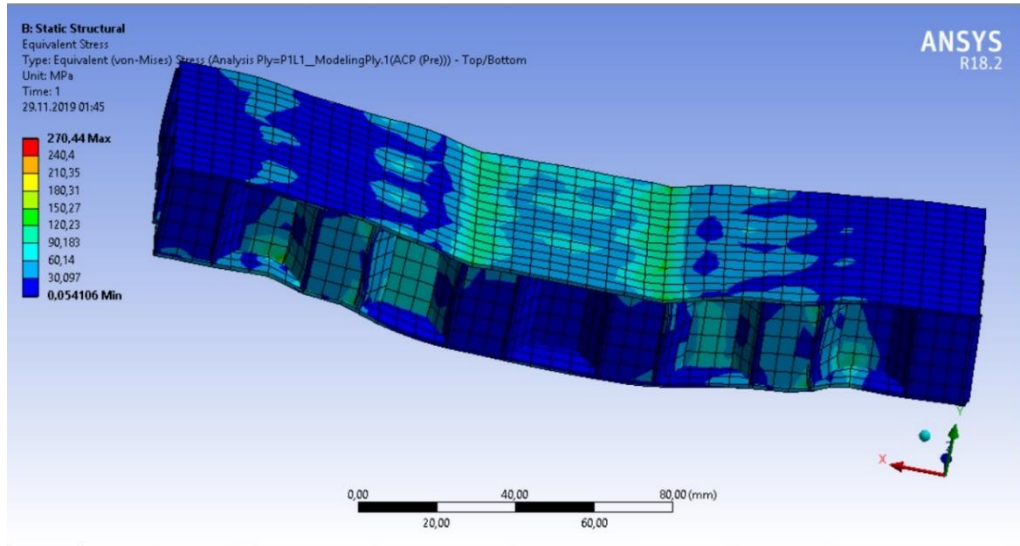 B: Static Structural
Equivalent Stress
Type: Equivalent (von-Mises) Stress (Analysis Ply=P1L1__ModelingPly.1(ACP (Pre))) - Top/Bottom
Unit: MPa
Time: 1
29.11.2019 01:45
270,44 Max
240,4
210,35
180,31
150,27
120,23
90,183
60,14
30,097
0,054106 Min
ANSYS
R18.2
Y
X
0,00 40,00 80,00 (mm)
20,00 60,00